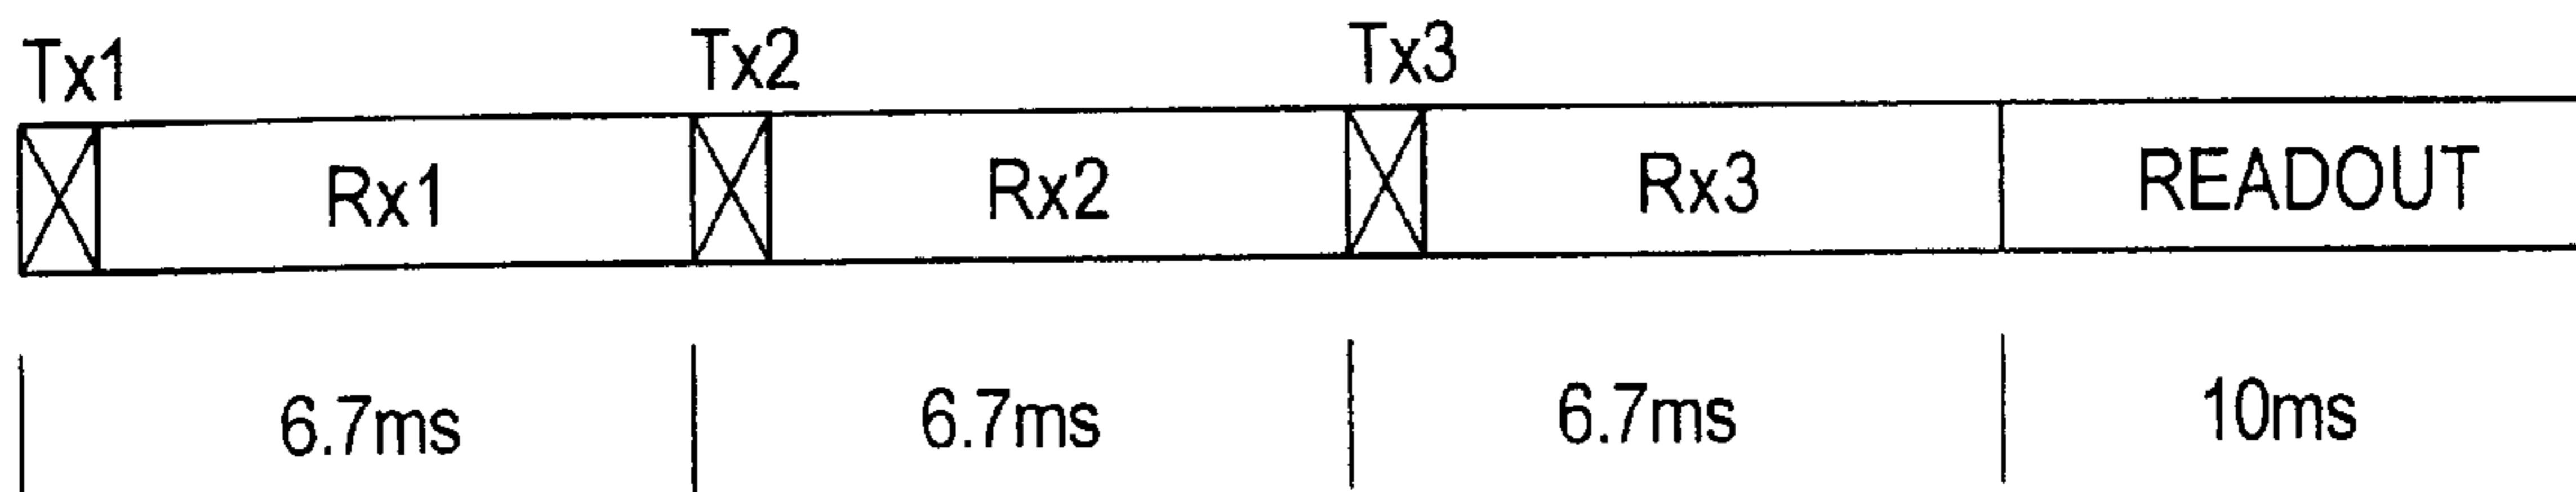 Tx1 Tx2 Tx3
Rx1 Rx2 Rx3 READOUT
6.7ms 6.7ms 6.7ms 10ms